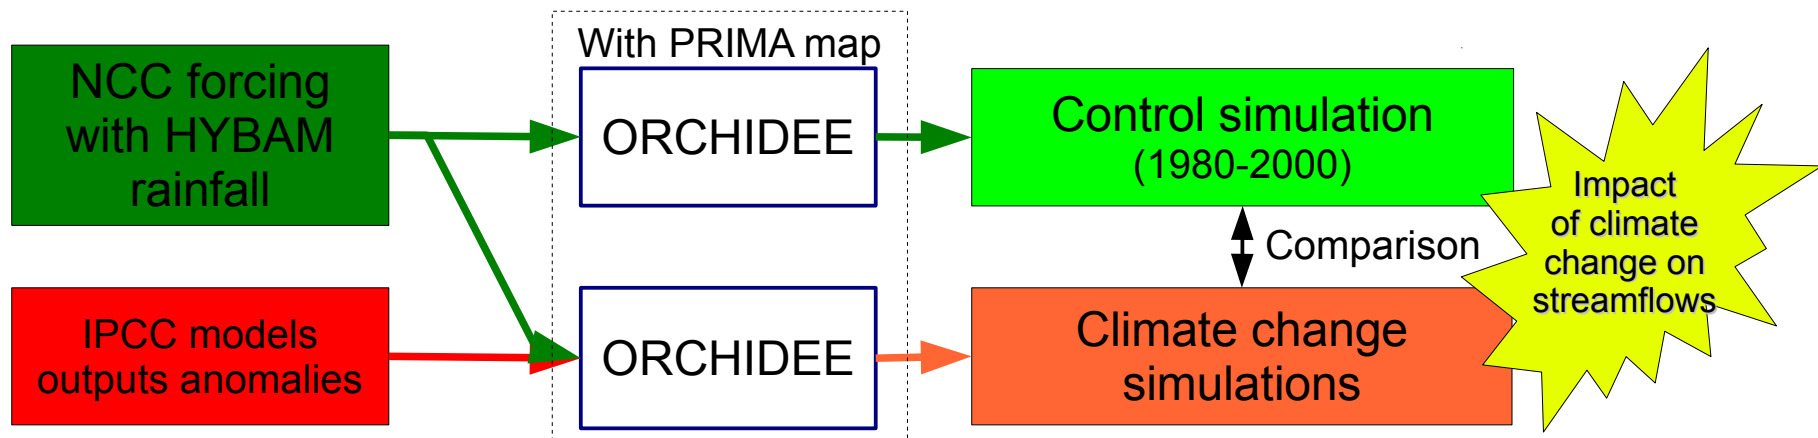 NCC forcing
with HYBAM
rainfall
With PRIMA map
ORCHIDEE
Control simulation
(1980-2000)
Comparison
IPCC models
outputs anomalies
ORCHIDEE
Climate change
simulations
Impact
of climate
change on
streamflows